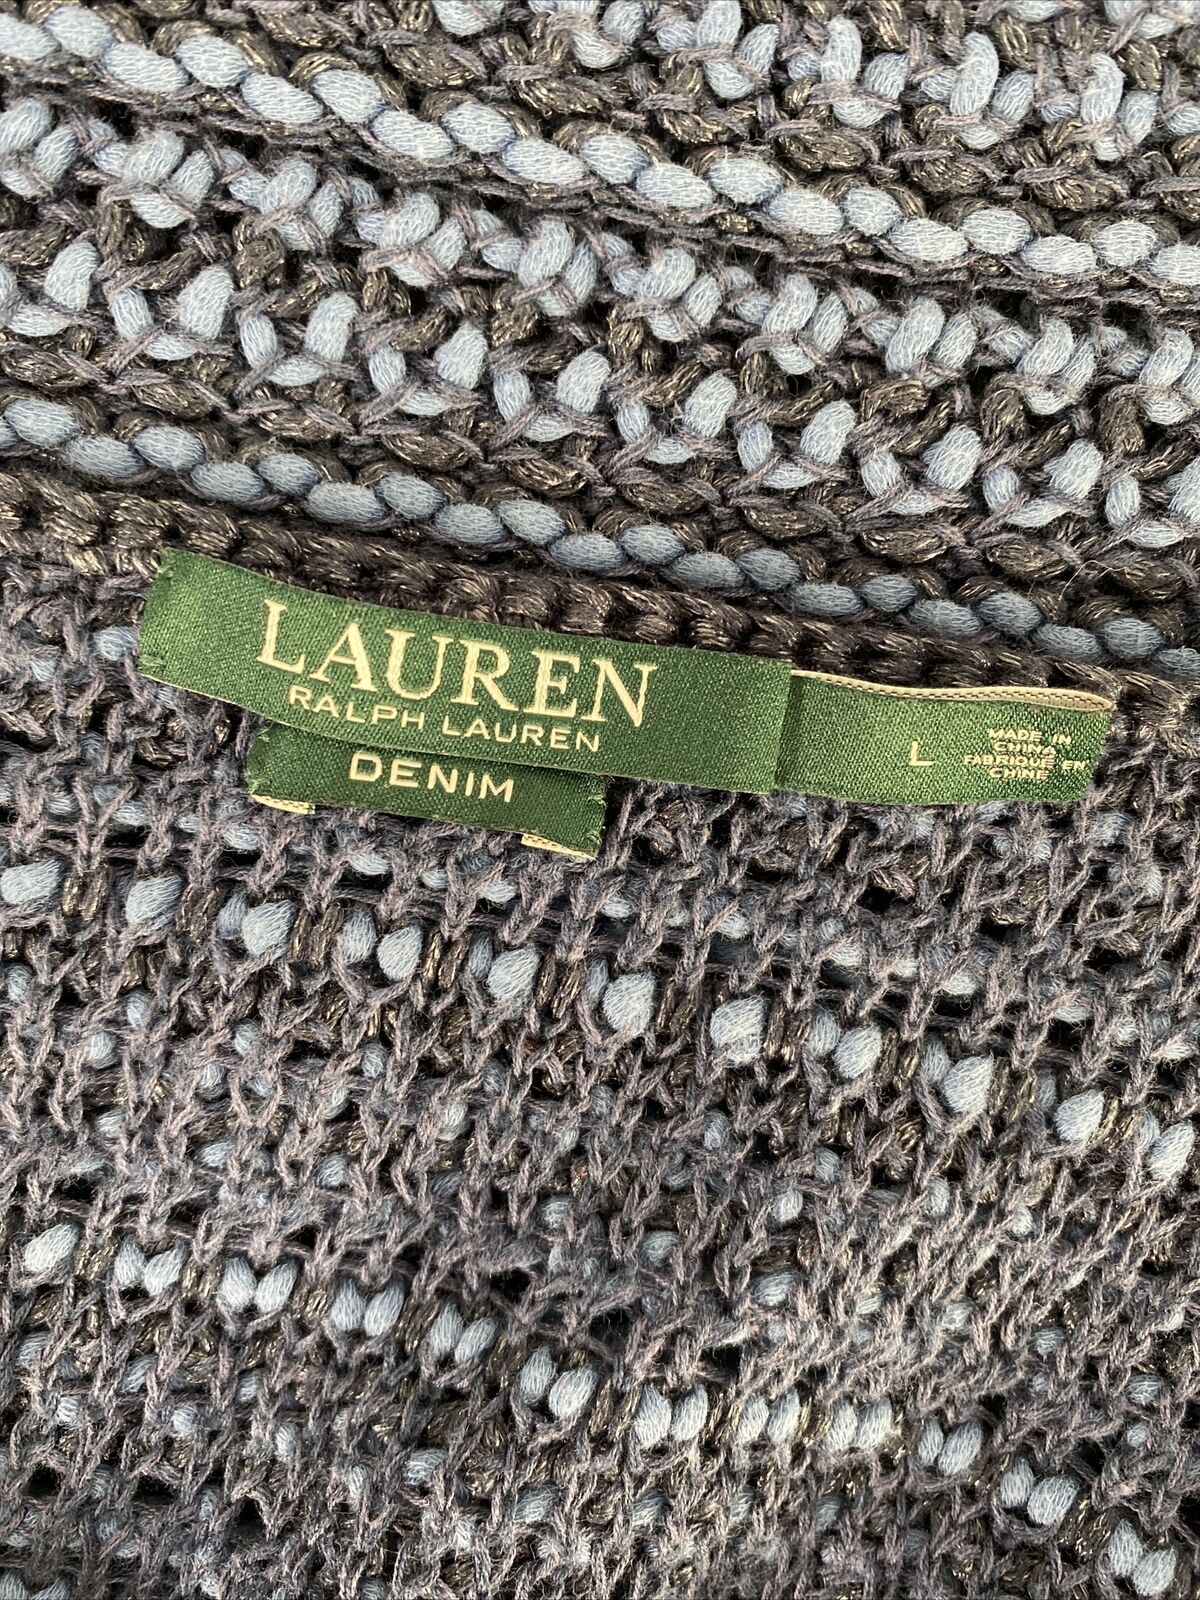 LAUREN
RALPH LAUREN
DENIM
L
MADE IN
CHINA
FABRIQUÉ EN
CHINE